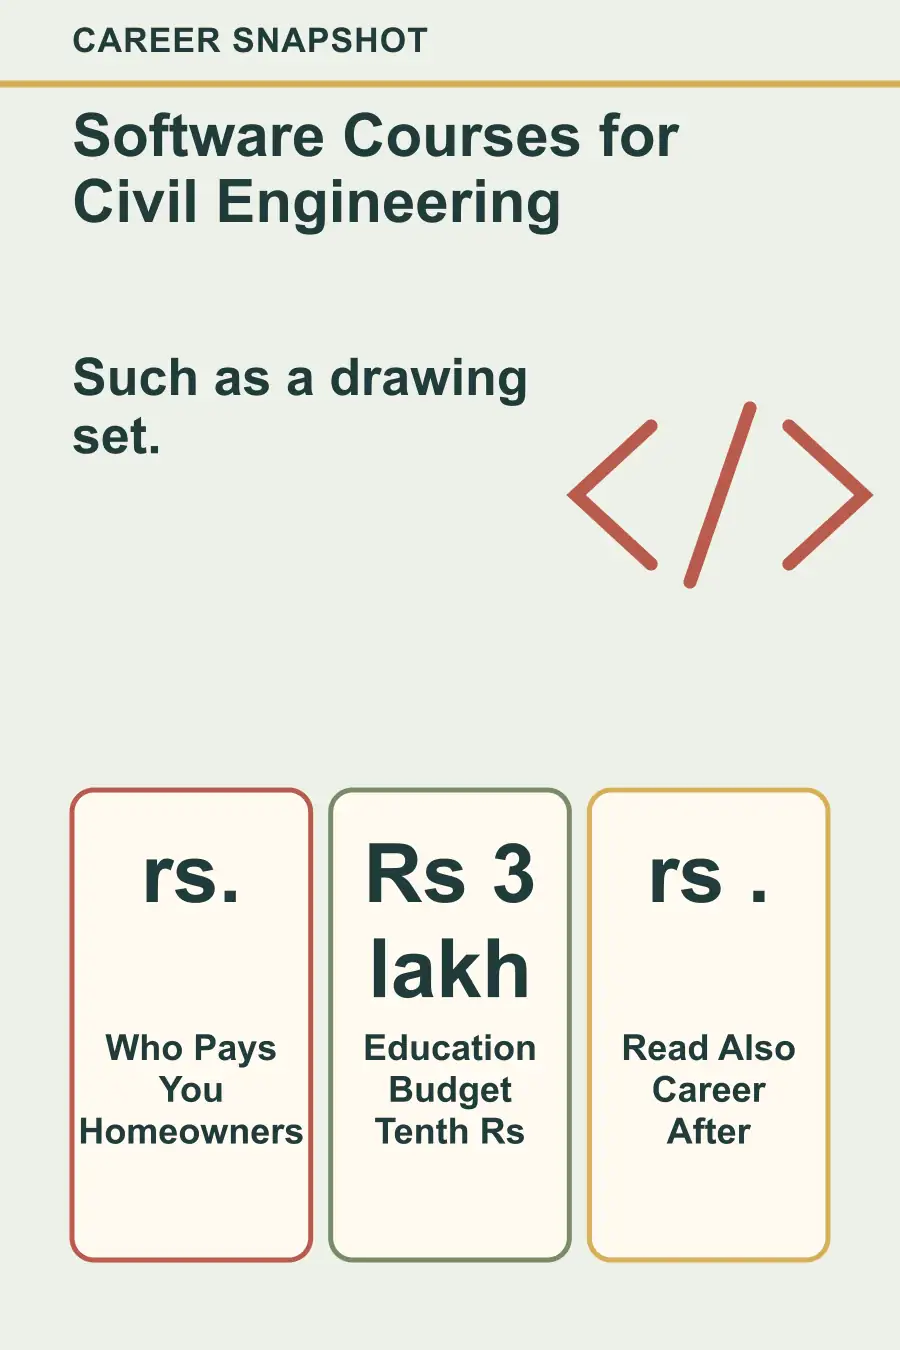 CAREER SNAPSHOT
Software Courses for
Civil Engineering
Such as a drawing
set.
rs.
Who Pays
You
Homeowners
Rs 3
lakh
Education
Budget
Tenth Rs
rs .
Read Also
Career
After